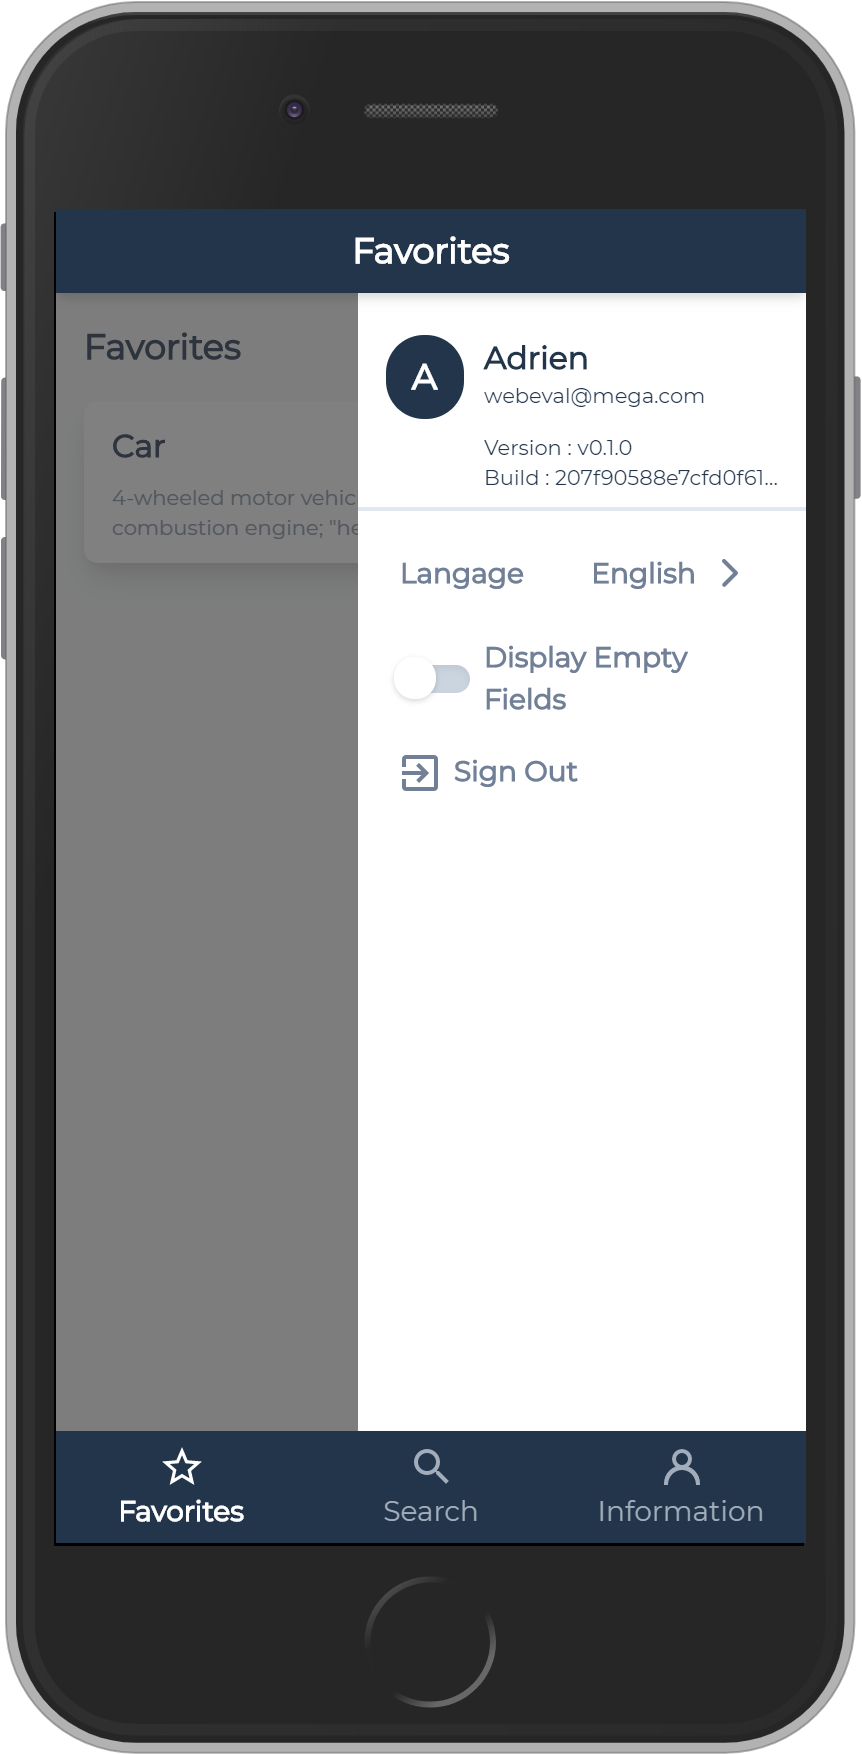 Favorites
Favorites
Car
4-wheeled motor vehic
combustion engine; "he
A
Adrien
webeval@mega.com
Version : v0.1.0
Build : 207f90588e7cfd0f61...
Langage
English
Display Empty
Fields
Sign Out
Favorites
Search
Information